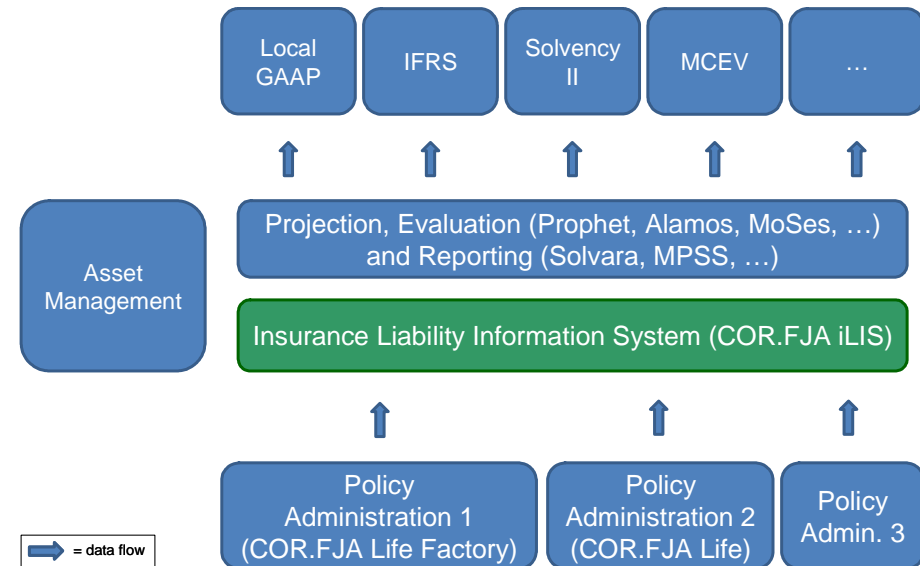 Local
GAAP
IFRS
Solvency
II
MCEV
…
Projection, Evaluation (Prophet, Alamos, MoSes, …)
and Reporting (Solvara, MPSS, …)
Asset
Management
Insurance Liability Information System (COR.FJA iLIS)
Policy
Administration 1
(COR.FJA Life Factory)
Policy
Administration 2
(COR.FJA Life)
Policy
Admin. 3
= data flow